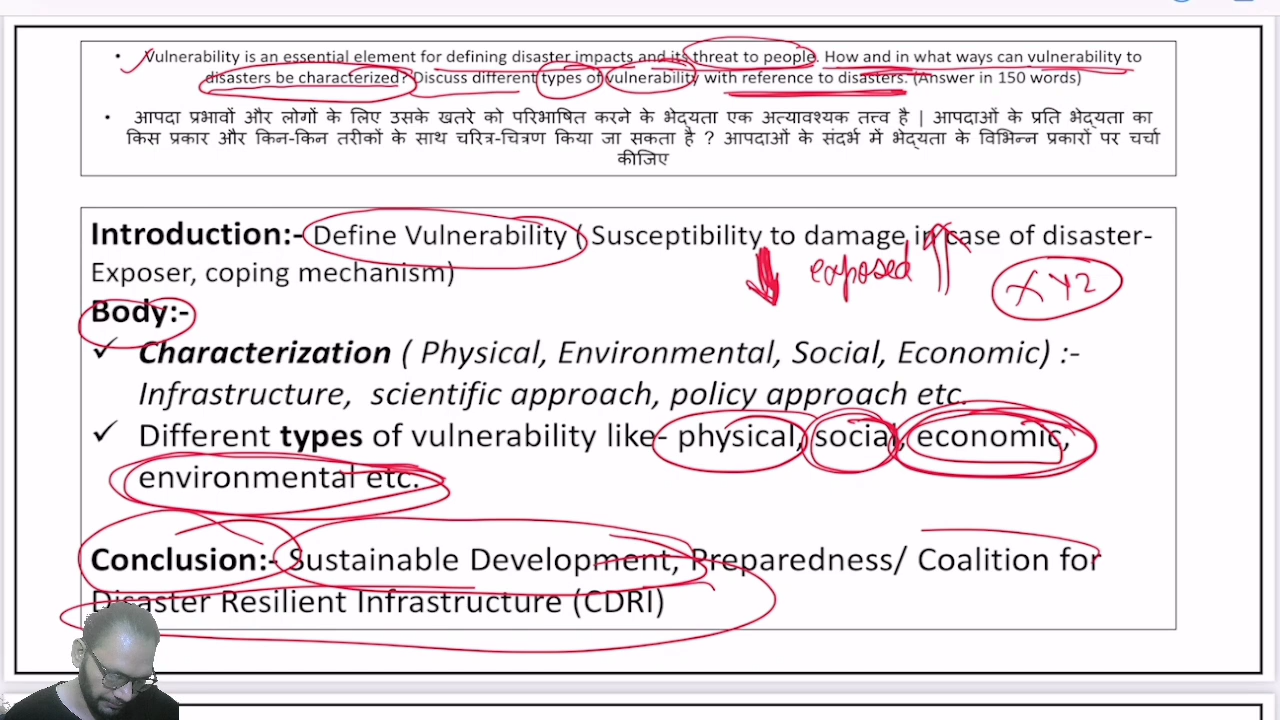 • Vulnerability is an essential element for defining disaster impacts and its threat to people. How and in what ways can vulnerability to
disasters be characterized? Discuss different types of vulnerability with reference to disasters. (Answer in 150 words)
• आपदा प्रभावों और लोगों के लिए उसके खतरे को परिभाषित करने के भेद्यता एक अत्यावश्यक तत्त्व है | आपदाओं के प्रति भेद्यता का
किस प्रकार और किन-किन तरीकों के साथ चरित्र-चित्रण किया जा सकता है ? आपदाओं के संदर्भ में भेद्यता के विभिन्न प्रकारों पर चर्चा
कीजिए
Introduction:- Define Vulnerability ( Susceptibility to damage in case of disaster-
Exposer, coping mechanism)
exposed
XYZ
Body:-
✓ Characterization ( Physical, Environmental, Social, Economic) :-
Infrastructure, scientific approach, policy approach etc.
✓ Different types of vulnerability like- physical, social, economic,
environmental etc.
Conclusion:- Sustainable Development, Preparedness/ Coalition for
Disaster Resilient Infrastructure (CDRI)